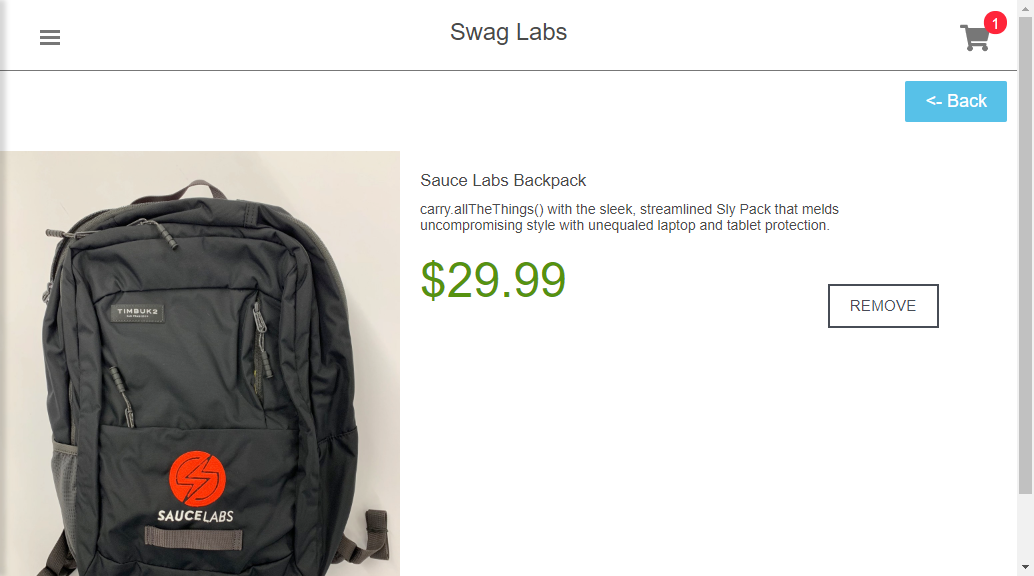 Swag Labs
1
<- Back
Sauce Labs Backpack
carry.allTheThings() with the sleek, streamlined Sly Pack that melds
uncompromising style with unequaled laptop and tablet protection.
$29.99
REMOVE
TIMBUK2
SAUCELABS